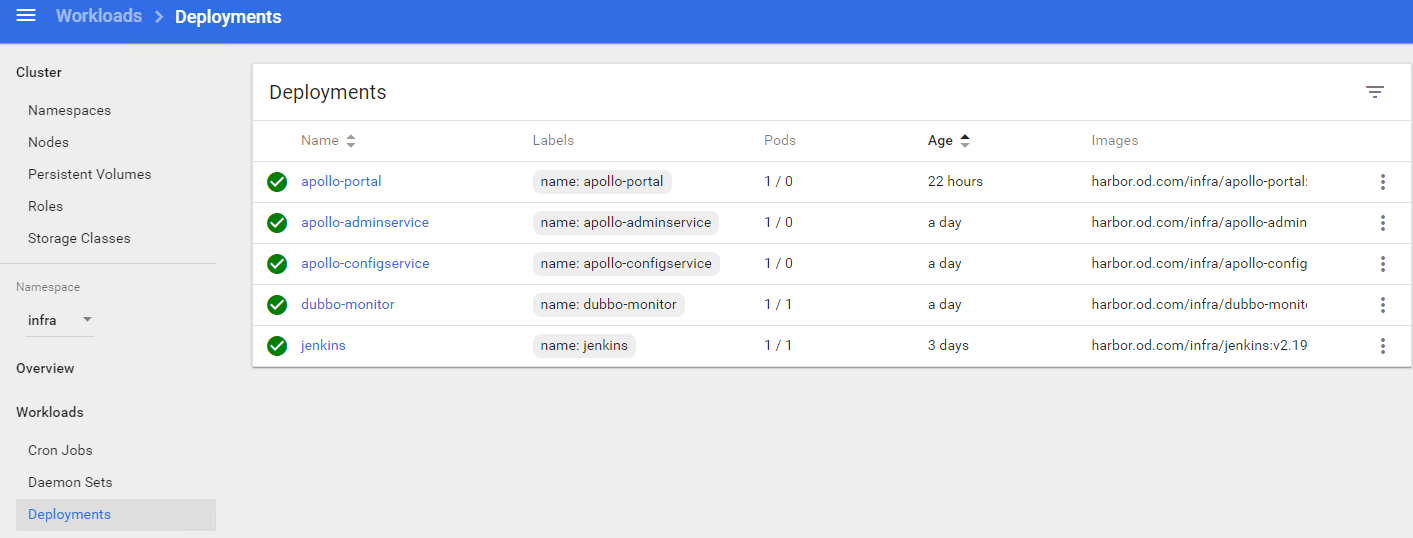 Workloads > Deployments
Cluster
Namespaces
Nodes
Persistent Volumes
Roles
Storage Classes
Namespace
infra
Overview
Workloads
Cron Jobs
Daemon Sets
Deployments
Deployments
Name Labels Pods Age Images
apollo-portal name: apollo-portal 1 / 0 22 hours harbor.od.com/infra/apollo-portal:
apollo-adminservice name: apollo-adminservice 1 / 0 a day harbor.od.com/infra/apollo-admin
apollo-configservice name: apollo-configservice 1 / 0 a day harbor.od.com/infra/apollo-config
dubbo-monitor name: dubbo-monitor 1 / 1 a day harbor.od.com/infra/dubbo-monit
jenkins name: jenkins 1 / 1 3 days harbor.od.com/infra/jenkins:v2.19